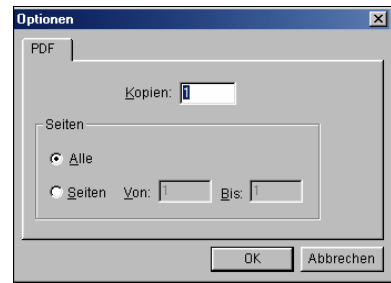 Optionen
PDF
Kopien: 1
Seiten
Alle
Seiten Von: 1 Bis: 1
OK Abbrechen